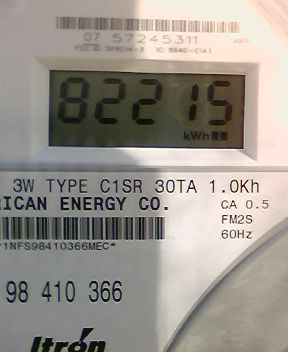 07 57245311
82215
kWh
3W TYPE C1SR 30TA 1.0Kh
RICAN ENERGY CO.
CA 0.5
FM2S
60Hz
1NFS98410366MEC*
98 410 366
Itron